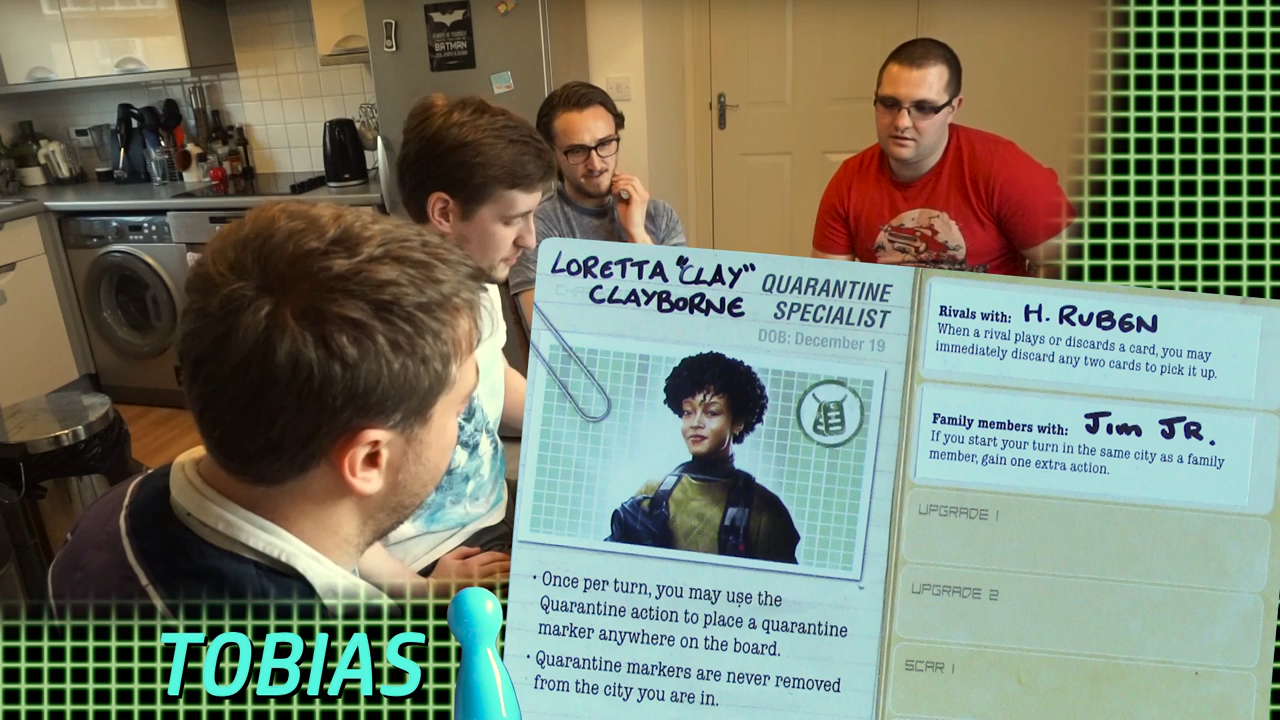 BATMAN
LORETTA "CLAY"
CLAYBORNE
QUARANTINE
SPECIALIST
DOB: December 19
• Once per turn, you may use the
Quarantine action to place a quarantine
marker anywhere on the board.
• Quarantine markers are never removed
from the city you are in.
Rivals with: H. RUBEN
When a rival plays or discards a card, you may
immediately discard any two cards to pick it up.
Family members with: Jim JR.
If you start your turn in the same city as a family
member, gain one extra action.
UPGRADE 1
UPGRADE 2
SCAR 1
TOBIAS